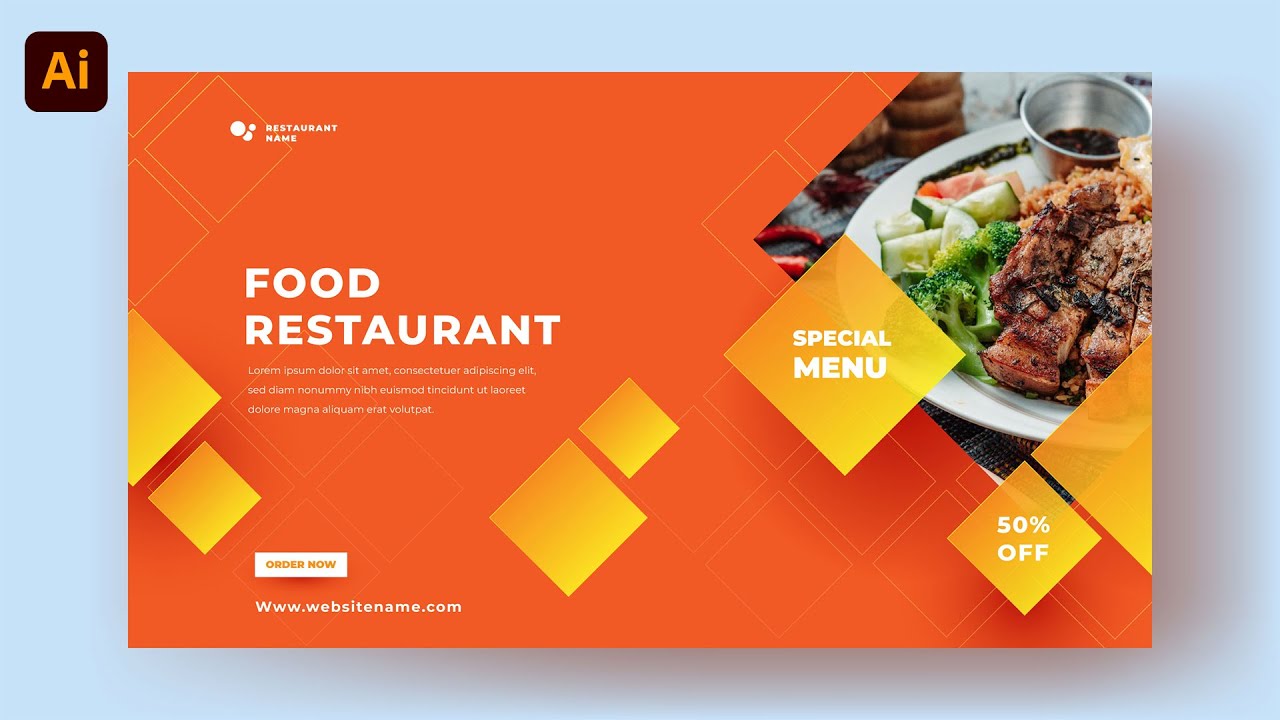 Ai
RESTAURANT
NAME
FOOD
RESTAURANT
Lorem ipsum dolor sit amet, consectetuer adipiscing elit,
sed diam nonummy nibh euismod tincidunt ut laoreet
dolore magna aliquam erat volutpat.
SPECIAL
MENU
50%
OFF
ORDER NOW
Www.websitename.com